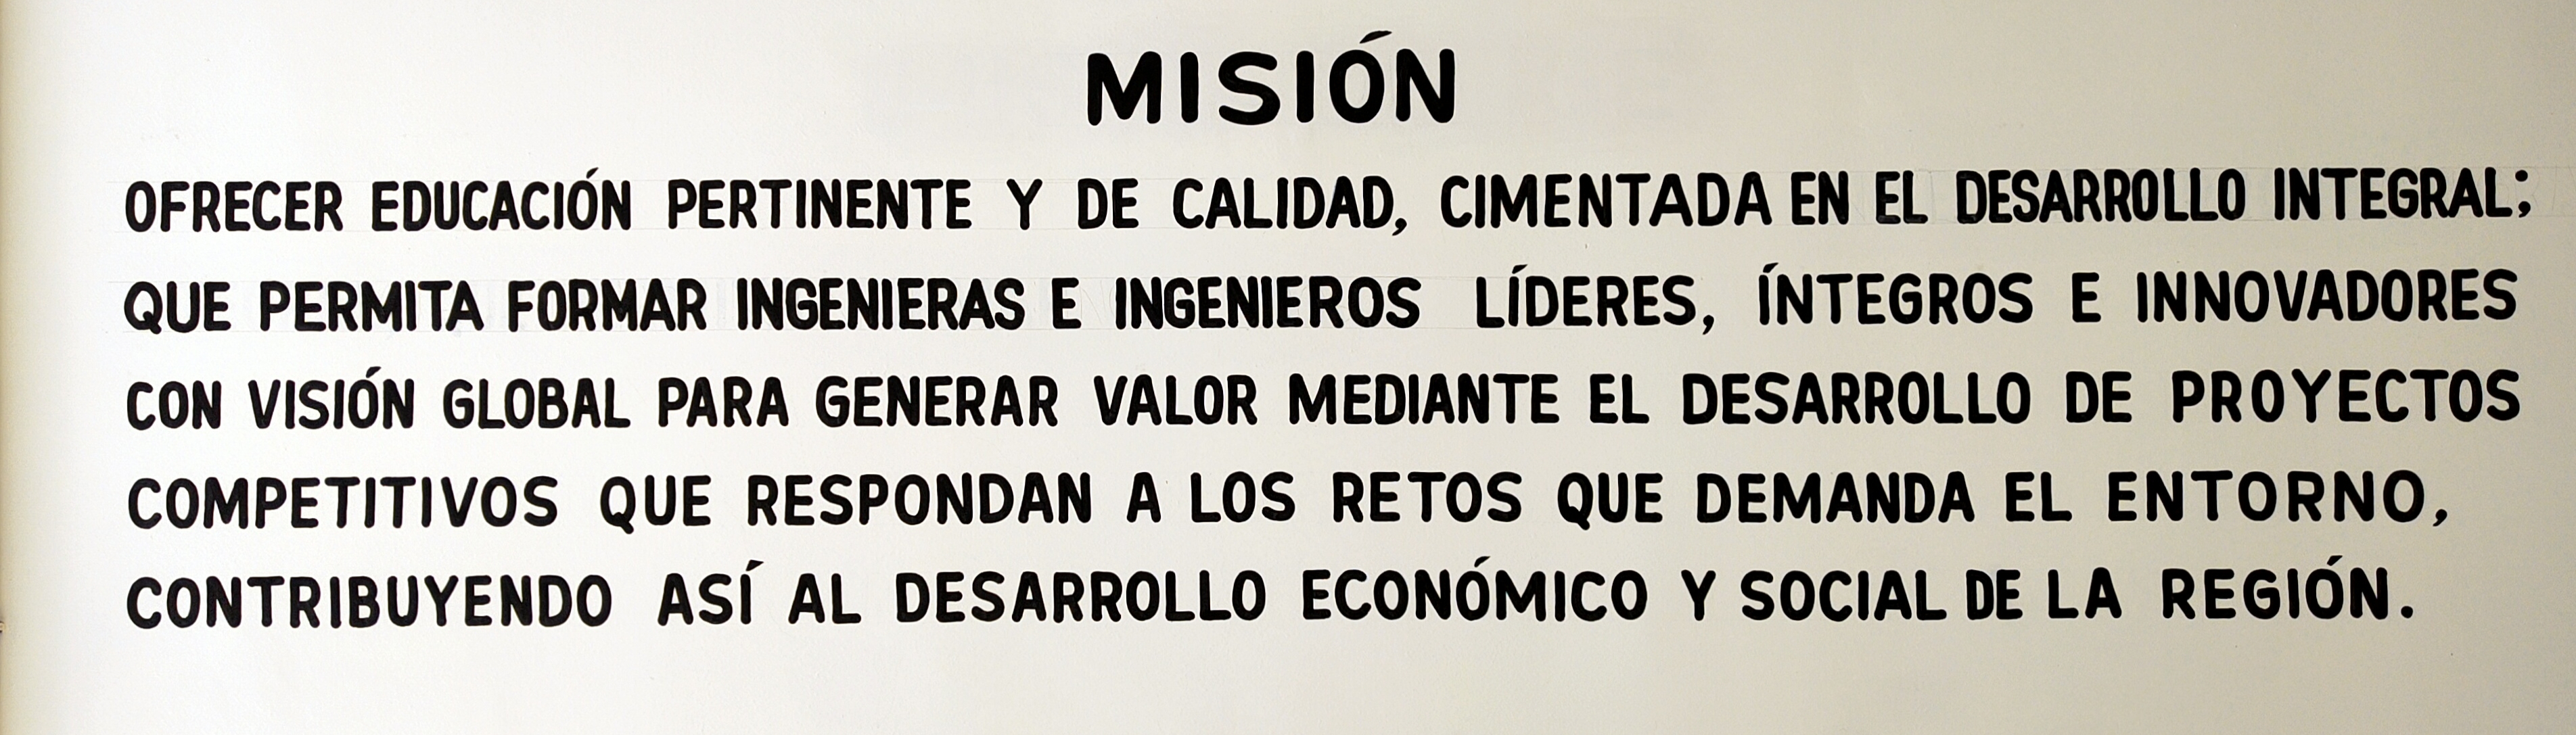 MISIÓN
OFRECER EDUCACIÓN PERTINENTE Y DE CALIDAD, CIMENTADA EN EL DESARROLLO INTEGRAL;
QUE PERMITA FORMAR INGENIERAS E INGENIEROS LÍDERES, ÍNTEGROS E INNOVADORES
CON VISIÓN GLOBAL PARA GENERAR VALOR MEDIANTE EL DESARROLLO DE PROYECTOS
COMPETITIVOS QUE RESPONDAN A LOS RETOS QUE DEMANDA EL ENTORNO,
CONTRIBUYENDO ASÍ AL DESARROLLO ECONÓMICO Y SOCIAL DE LA REGIÓN.